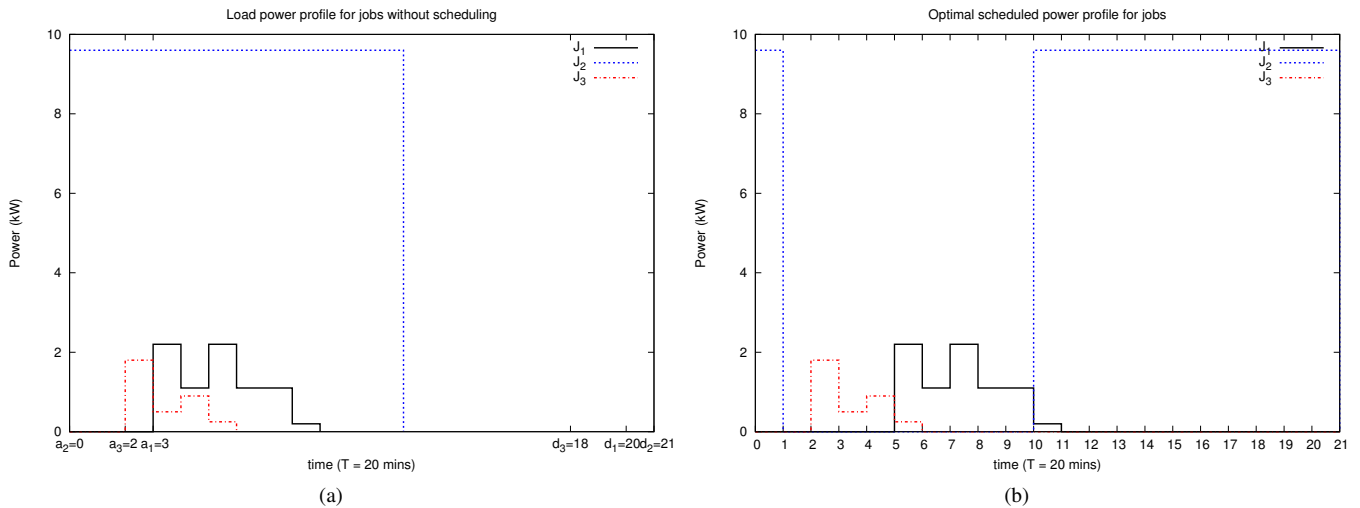 Load power profile for jobs without scheduling
10
8
6
4
2
0
Power (kW)
J1
J2
J3
a2=0
a3=2
a1=3
d3=18
d1=20
d2=21
time (T = 20 mins)
(a)
Optimal scheduled power profile for jobs
10
8
6
4
2
0
Power (kW)
J1
J2
J3
0 1 2 3 4 5 6 7 8 9 10 11 12 13 14 15 16 17 18 19 20 21
time (T = 20 mins)
(b)